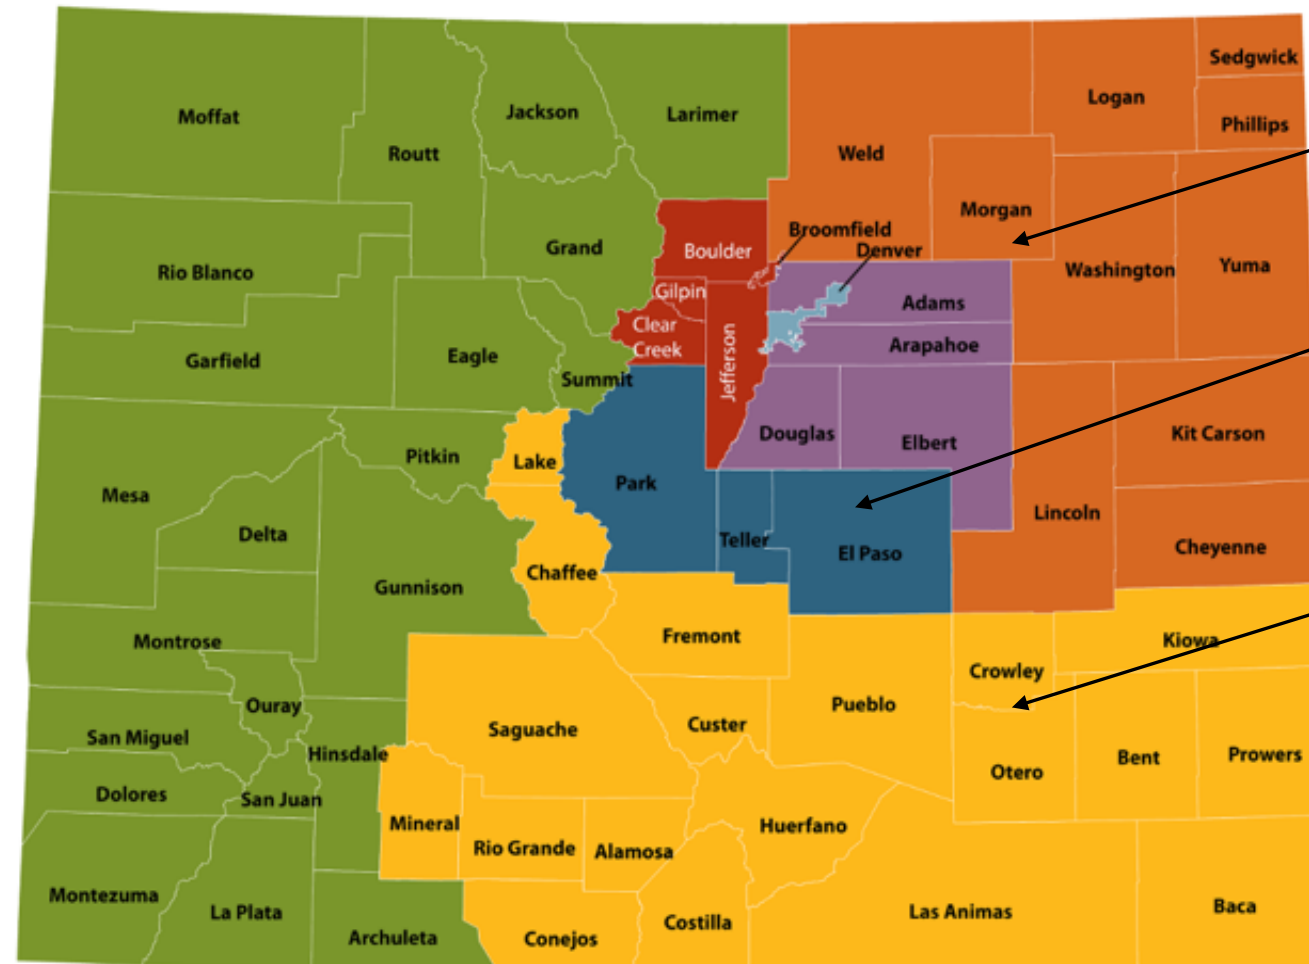 Sedgwick
Moffat
Jackson
Larimer
Logan
Phillips
Routt
Weld
Morgan
Broomfield
Denver
Rio Blanco
Grand
Boulder
Washington
Yuma
Gilpin
Adams
Clear
Creek
Jefferson
Arapahoe
Garfield
Eagle
Summit
Douglas
Elbert
Kit Carson
Pitkin
Lake
Park
Mesa
Lincoln
Delta
Teller
El Paso
Cheyenne
Gunnison
Chaffee
Montrose
Fremont
Kiowa
Crowley
Ouray
Saguache
Custer
Pueblo
San Miguel
Hinsdale
Otero
Bent
Prowers
Dolores
San Juan
Mineral
Rio Grande
Alamosa
Huerfano
Montezuma
La Plata
Archuleta
Conejos
Costilla
Las Animas
Baca